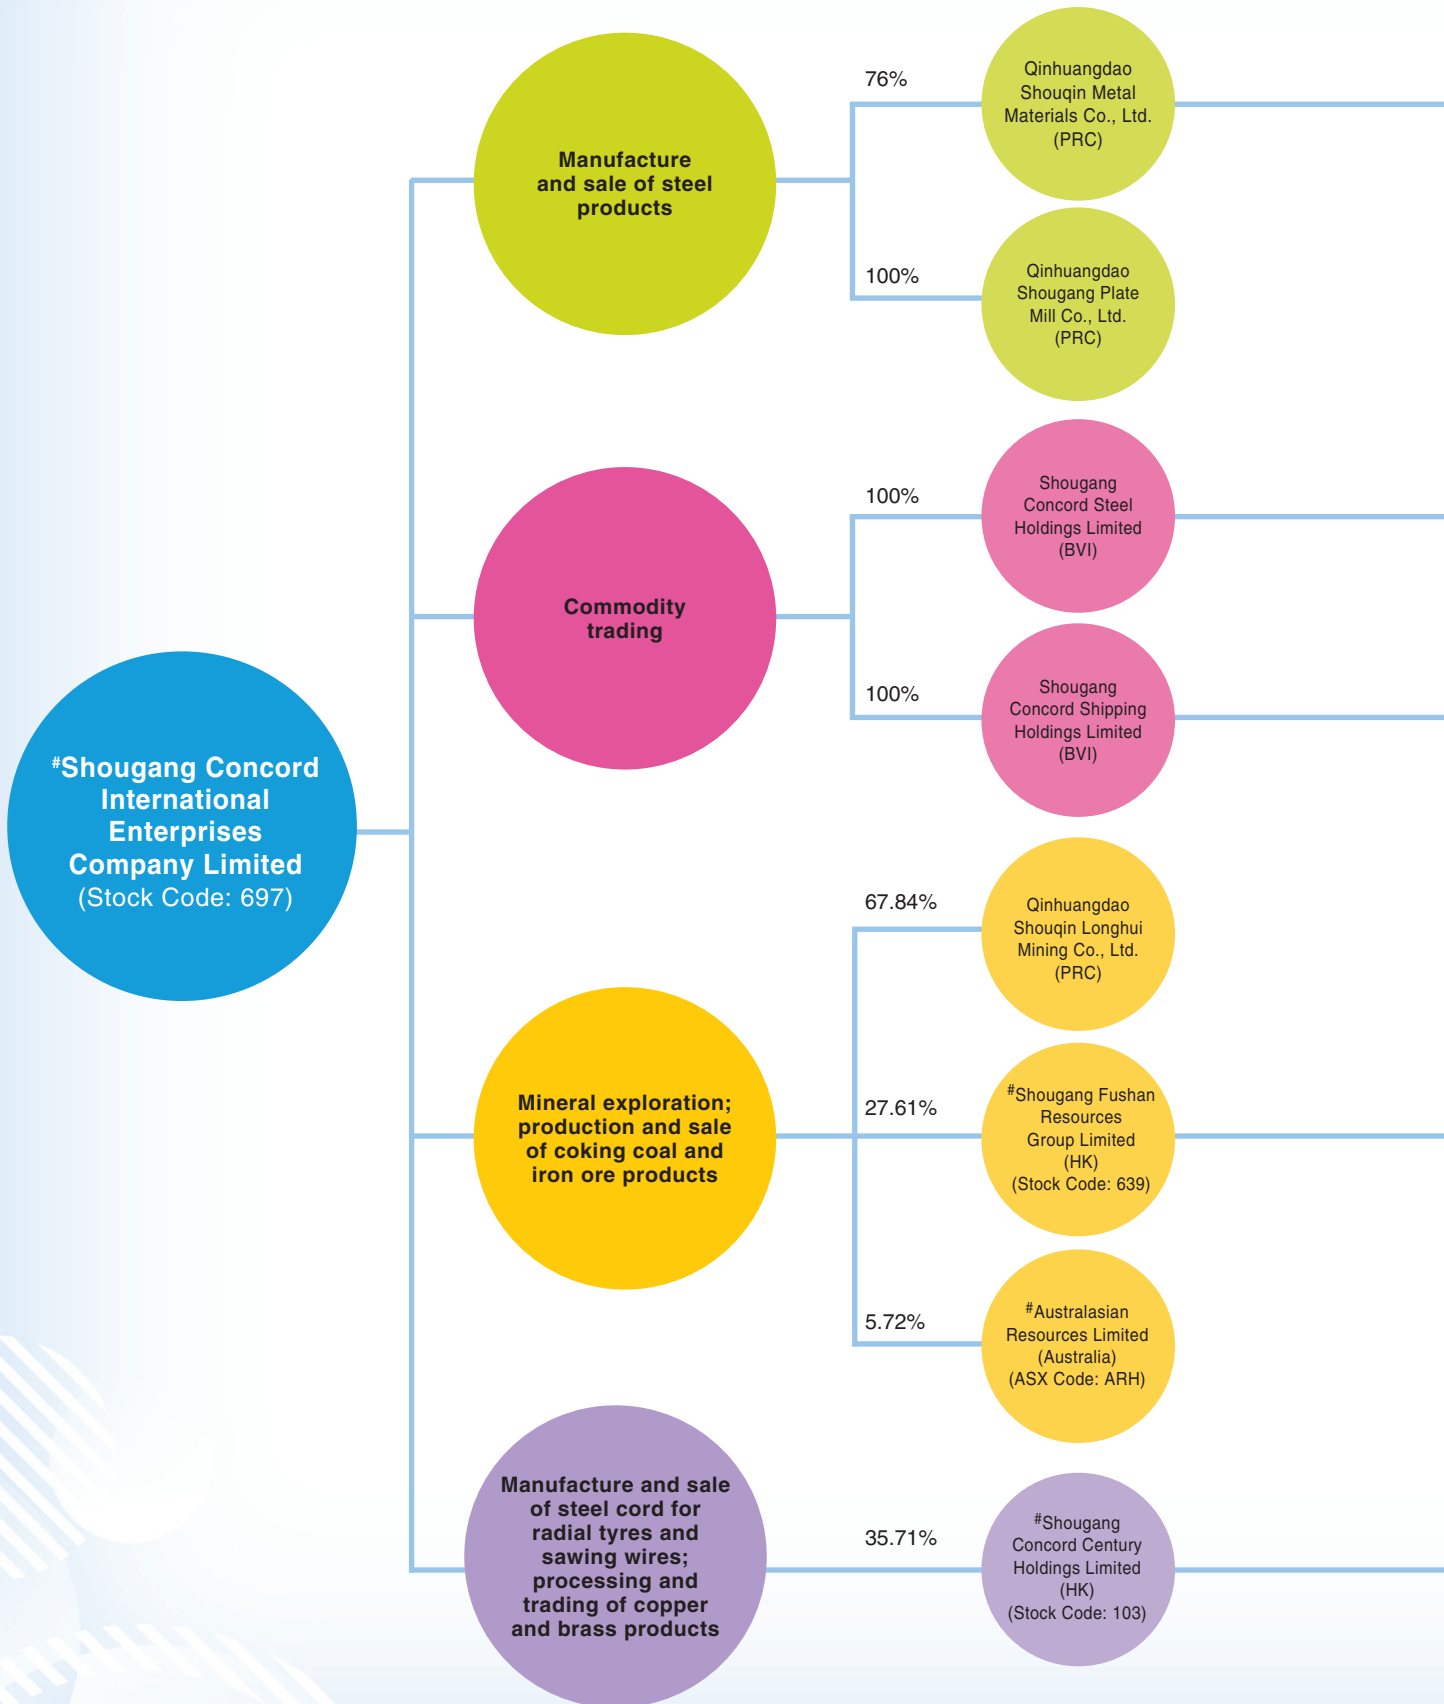 #Shougang Concord
International
Enterprises
Company Limited
(Stock Code: 697)
Manufacture
and sale of steel
products
76%
Qinhuangdao
Shouqin Metal
Materials Co., Ltd.
(PRC)
100%
Qinhuangdao
Shougang Plate
Mill Co., Ltd.
(PRC)
Commodity
trading
100%
Shougang
Concord Steel
Holdings Limited
(BVI)
100%
Shougang
Concord Shipping
Holdings Limited
(BVI)
Mineral exploration;
production and sale
of coking coal and
iron ore products
67.84%
Qinhuangdao
Shouqin Longhui
Mining Co., Ltd.
(PRC)
27.61%
#Shougang Fushan
Resources
Group Limited
(HK)
(Stock Code: 639)
5.72%
#Australasian
Resources Limited
(Australia)
(ASX Code: ARH)
Manufacture and sale
of steel cord for
radial tyres and
sawing wires;
processing and
trading of copper
and brass products
35.71%
#Shougang
Concord Century
Holdings Limited
(HK)
(Stock Code: 103)